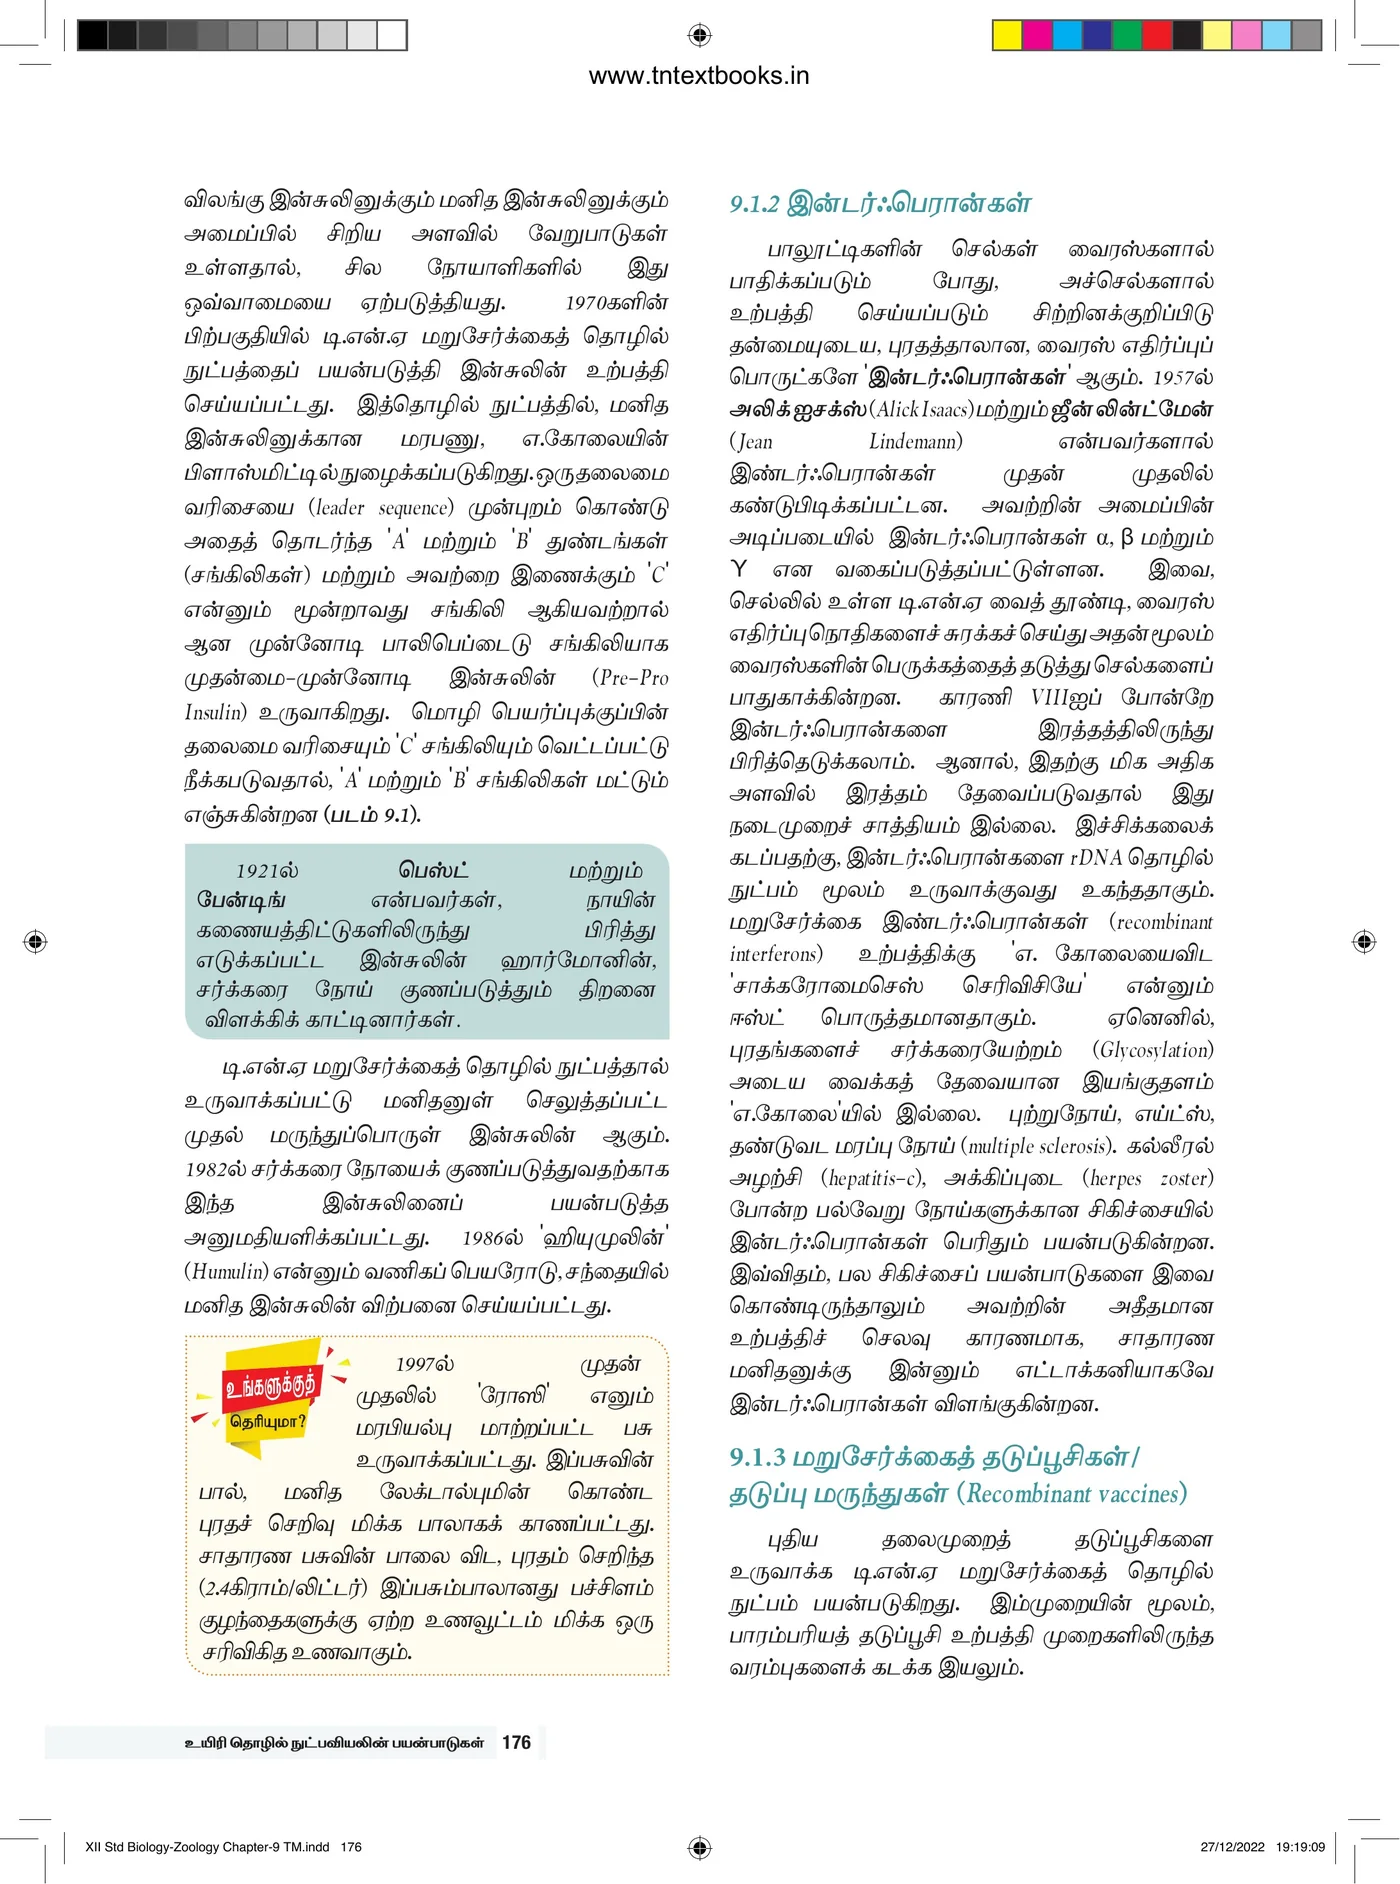 www.tntextbooks.in
விலங்கு இன்சுலினுக்கும் மனித இன்சுலினுக்கும்
அமைப்பில் சிறிய அளவில் வேறுபாடுகள்
உள்ளதால், சில நோயாளிகளில் இது
ஒவ்வாமையை ஏற்படுத்தியது. 1970களின்
பிற்பகுதியில் டி.என்.ஏ மறுசேர்க்கைத் தொழில்
நுட்பத்தைப் பயன்படுத்தி இன்சுலின் உற்பத்தி
செய்யப்பட்டது. இத்தொழில் நுட்பத்தில், மனித
இன்சுலினுக்கான மரபணு, எ.கோலையின்
பிளாஸ்மிட்டில் நுழைக்கப்படுகிறது. ஒரு தலைமை
வரிசையை (leader sequence) முன்புறம் கொண்டு
அதைத் தொடர்ந்த 'A' மற்றும் 'B' துண்டங்கள்
(சங்கிலிகள்) மற்றும் அவற்றை இணைக்கும் 'C'
என்னும் மூன்றாவது சங்கிலி ஆகியவற்றால்
ஆன முன்னோடி பாலிபெப்டைடு சங்கிலியாக
முதன்மை-முன்னோடி இன்சுலின் (Pre-Pro
Insulin) உருவாகிறது. மொழி பெயர்ப்புக்குப்பின்
தலைமை வரிசையும் 'C' சங்கிலியும் வெட்டப்பட்டு
நீக்கபடுவதால், 'A' மற்றும் 'B' சங்கிலிகள் மட்டும்
எஞ்சுகின்றன (படம் 9.1).
1921ல் பெஸ்ட் மற்றும்
பேன்டிங் என்பவர்கள், நாயின்
கணையத்திட்டுகளிலிருந்து பிரித்து
எடுக்கப்பட்ட இன்சுலின் ஹார்மோனின்,
சர்க்கரை நோய் குணப்படுத்தும் திறனை
விளக்கிக் காட்டினார்கள்.
டி.என்.ஏ மறுசேர்க்கைத் தொழில் நுட்பத்தால்
உருவாக்கப்பட்டு மனிதனுள் செலுத்தப்பட்ட
முதல் மருந்துப்பொருள் இன்சுலின் ஆகும்.
1982ல் சர்க்கரை நோயைக் குணப்படுத்துவதற்காக
இந்த இன்சுலினைப் பயன்படுத்த
அனுமதியளிக்கப்பட்டது. 1986ல் 'ஹியுமுலின்'
(Humulin) என்னும் வணிகப் பெயரோடு, சந்தையில்
மனித இன்சுலின் விற்பனை செய்யப்பட்டது.
உங்களுக்குத்
தெரியுமா?
1997ல் முதன்
முதலில் 'ரோஸி' எனும்
மரபியல்பு மாற்றப்பட்ட பசு
உருவாக்கப்பட்டது. இப்பசுவின்
பால், மனித லேக்டால்புமின் கொண்ட
புரதச் செறிவு மிக்க பாலாகக் காணப்பட்டது.
சாதாரண பசுவின் பாலை விட, புரதம் செறிந்த
(2.4கிராம்/லிட்டர்) இப்பசும்பாலானது பச்சிளம்
குழந்தைகளுக்கு ஏற்ற உணவூட்டம் மிக்க ஒரு
சரிவிகித உணவாகும்.
9.1.2 இன்டர்ஃபெரான்கள்
பாலூட்டிகளின் செல்கள் வைரஸ்களால்
பாதிக்கப்படும் போது, அச்செல்களால்
உற்பத்தி செய்யப்படும் சிற்றினக்குறிப்பிடு
தன்மையுடைய, புரதத்தாலான, வைரஸ் எதிர்ப்புப்
பொருட்களே 'இன்டர்ஃபெரான்கள்' ஆகும். 1957ல்
அலிக் ஐசக்ஸ் (Alick Isaacs) மற்றும் ஜீன் லின்ட்மேன்
(Jean Lindemann) என்பவர்களால்
இண்டர்ஃபெரான்கள் முதன் முதலில்
கண்டுபிடிக்கப்பட்டன. அவற்றின் அமைப்பின்
அடிப்படையில் இன்டர்ஃபெரான்கள் α, β மற்றும்
ϒ என வகைப்படுத்தப்பட்டுள்ளன. இவை,
செல்லில் உள்ள டி.என்.ஏ வைத் தூண்டி, வைரஸ்
எதிர்ப்பு நொதிகளைச் சுரக்கச் செய்து அதன் மூலம்
வைரஸ்களின் பெருக்கத்தைத் தடுத்து செல்களைப்
பாதுகாக்கின்றன. காரணி VIIIஐப் போன்றே
இன்டர்ஃபெரான்களை இரத்தத்திலிருந்து
பிரித்தெடுக்கலாம். ஆனால், இதற்கு மிக அதிக
அளவில் இரத்தம் தேவைப்படுவதால் இது
நடைமுறைச் சாத்தியம் இல்லை. இச்சிக்கலைக்
கடப்பதற்கு, இன்டர்ஃபெரான்களை rDNA தொழில்
நுட்பம் மூலம் உருவாக்குவது உகந்ததாகும்.
மறுசேர்க்கை இண்டர்ஃபெரான்கள் (recombinant
interferons) உற்பத்திக்கு 'எ. கோலையைவிட
'சாக்கரோமைசெஸ் செரிவிசியே' என்னும்
ஈஸ்ட் பொருத்தமானதாகும். ஏனெனில்,
புரதங்களைச் சர்க்கரையேற்றம் (Glycosylation)
அடைய வைக்கத் தேவையான இயங்குதளம்
'எ.கோலை'யில் இல்லை. புற்றுநோய், எய்ட்ஸ்,
தண்டுவட மரப்பு நோய் (multiple sclerosis). கல்லீரல்
அழற்சி (hepatitis-c), அக்கிப்புடை (herpes zoster)
போன்ற பல்வேறு நோய்களுக்கான சிகிச்சையில்
இன்டர்ஃபெரான்கள் பெரிதும் பயன்படுகின்றன.
இவ்விதம், பல சிகிச்சைப் பயன்பாடுகளை இவை
கொண்டிருந்தாலும் அவற்றின் அதீதமான
உற்பத்திச் செலவு காரணமாக, சாதாரண
மனிதனுக்கு இன்னும் எட்டாக்கனியாகவே
இன்டர்ஃபெரான்கள் விளங்குகின்றன.
9.1.3 மறுசேர்க்கைத் தடுப்பூசிகள்/
தடுப்பு மருந்துகள் (Recombinant vaccines)
புதிய தலைமுறைத் தடுப்பூசிகளை
உருவாக்க டி.என்.ஏ மறுசேர்க்கைத் தொழில்
நுட்பம் பயன்படுகிறது. இம்முறையின் மூலம்,
பாரம்பரியத் தடுப்பூசி உற்பத்தி முறைகளிலிருந்த
வரம்புகளைக் கடக்க இயலும்.
உயிரி தொழில் நுட்பவியலின் பயன்பாடுகள் 176
XII Std Biology-Zoology Chapter-9 TM.indd 176
27/12/2022 19:19:09